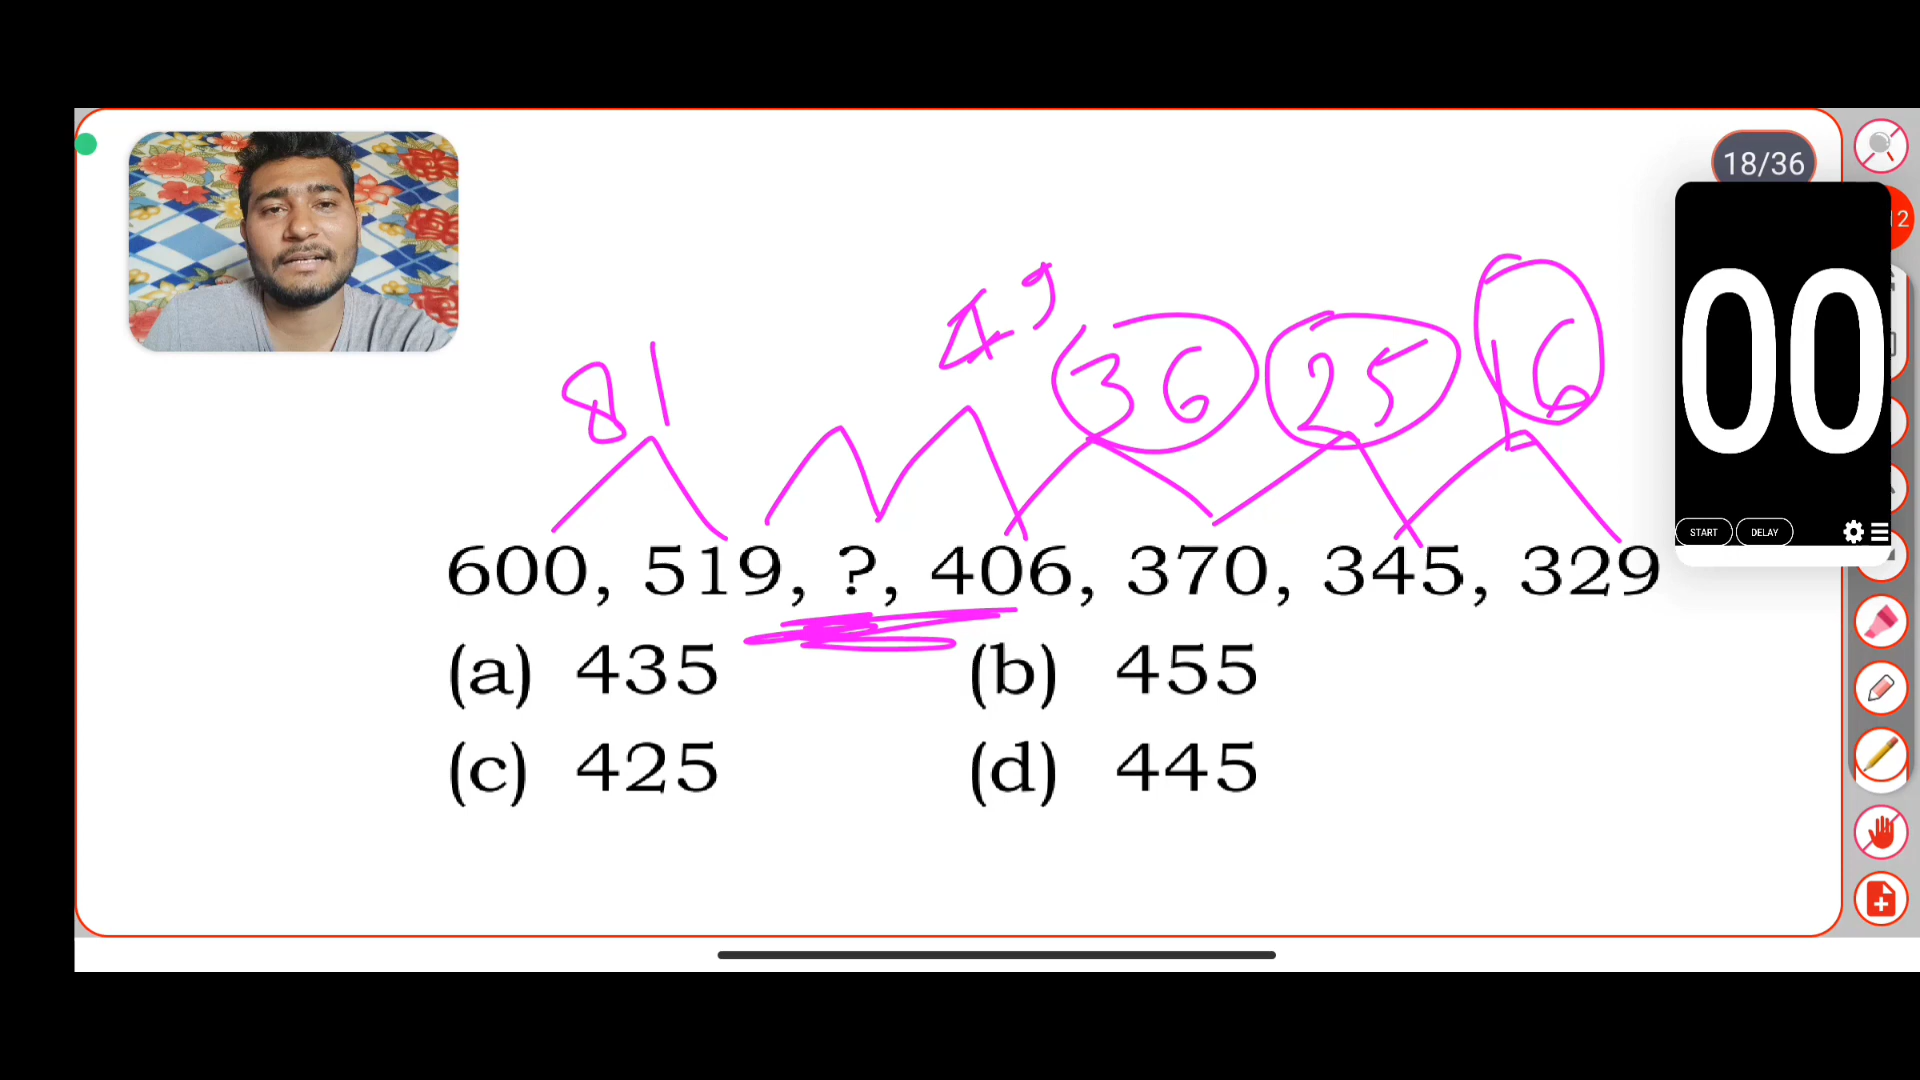 18/36
12
00
START DELAY
81 49 36 25 16
600, 519, ?, 406, 370, 345, 329
(a) 435 (b) 455
(c) 425 (d) 445